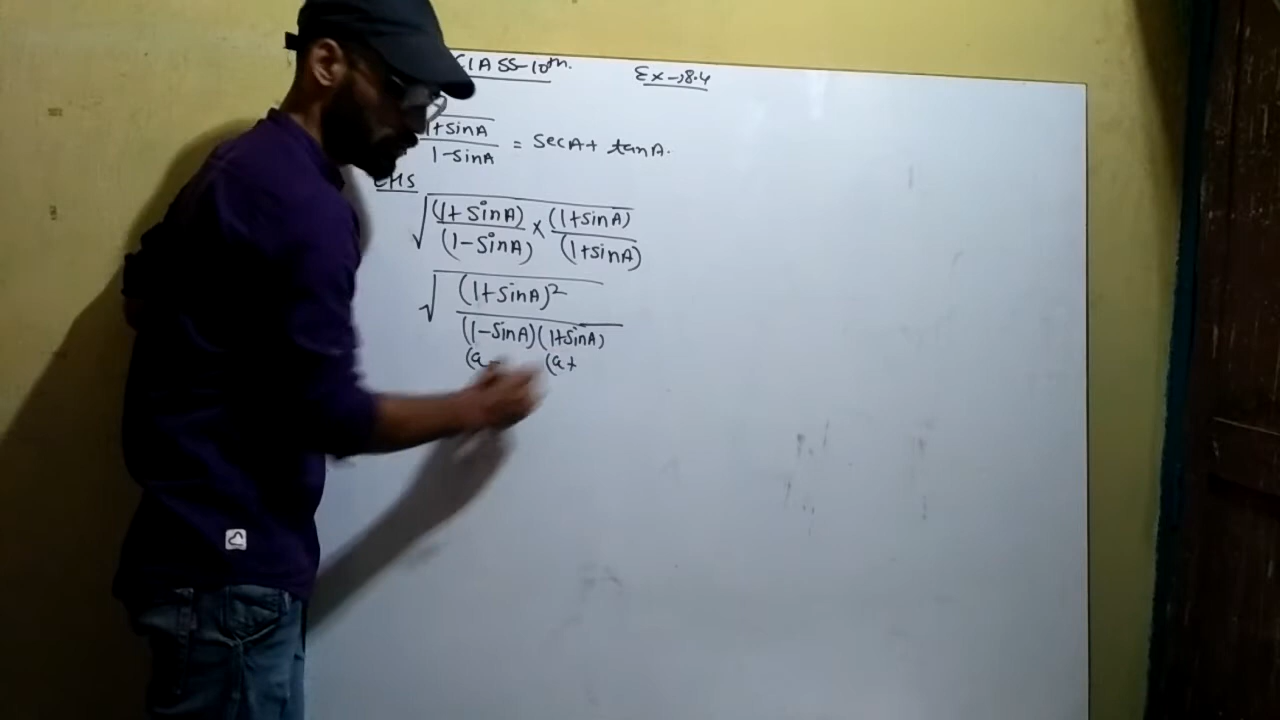 CLASS-10th. Ex→8.4
1+sinA
1-sinA = SecA+ tanA.
LHS
√(1+sinA) × (1+sinA)
(1-sinA) (1+sinA)
√(1+sinA)²
(1-sinA)(1+sinA)
(a- (a+